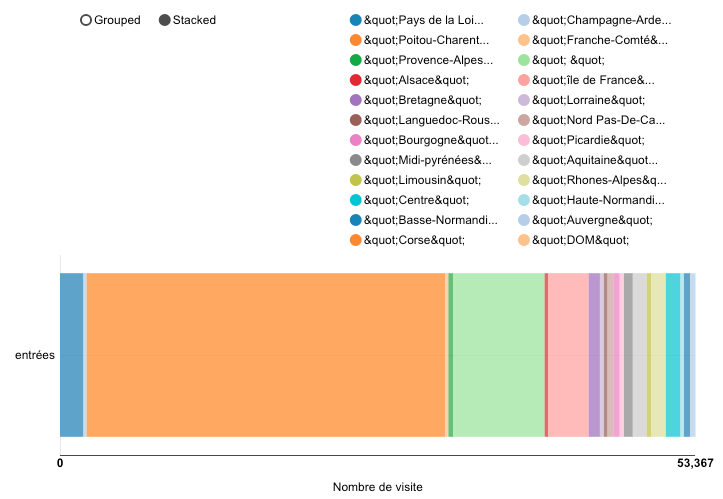 Grouped Stacked
&quot;Pays de la Loi... &quot;Champagne-Arde...
&quot;Poitou-Charent... &quot;Franche-Comté&...
&quot;Provence-Alpes... &quot; &quot;
&quot;Alsace&quot; &quot;île de France&...
&quot;Bretagne&quot; &quot;Lorraine&quot;
&quot;Languedoc-Rous... &quot;Nord Pas-De-Ca...
&quot;Bourgogne&quot... &quot;Picardie&quot;
&quot;Midi-pyrénées&... &quot;Aquitaine&quot...
&quot;Limousin&quot; &quot;Rhones-Alpes&q...
&quot;Centre&quot; &quot;Haute-Normandi...
&quot;Basse-Normandi... &quot;Auvergne&quot;
&quot;Corse&quot; &quot;DOM&quot;
entrées
0 53,367
Nombre de visite